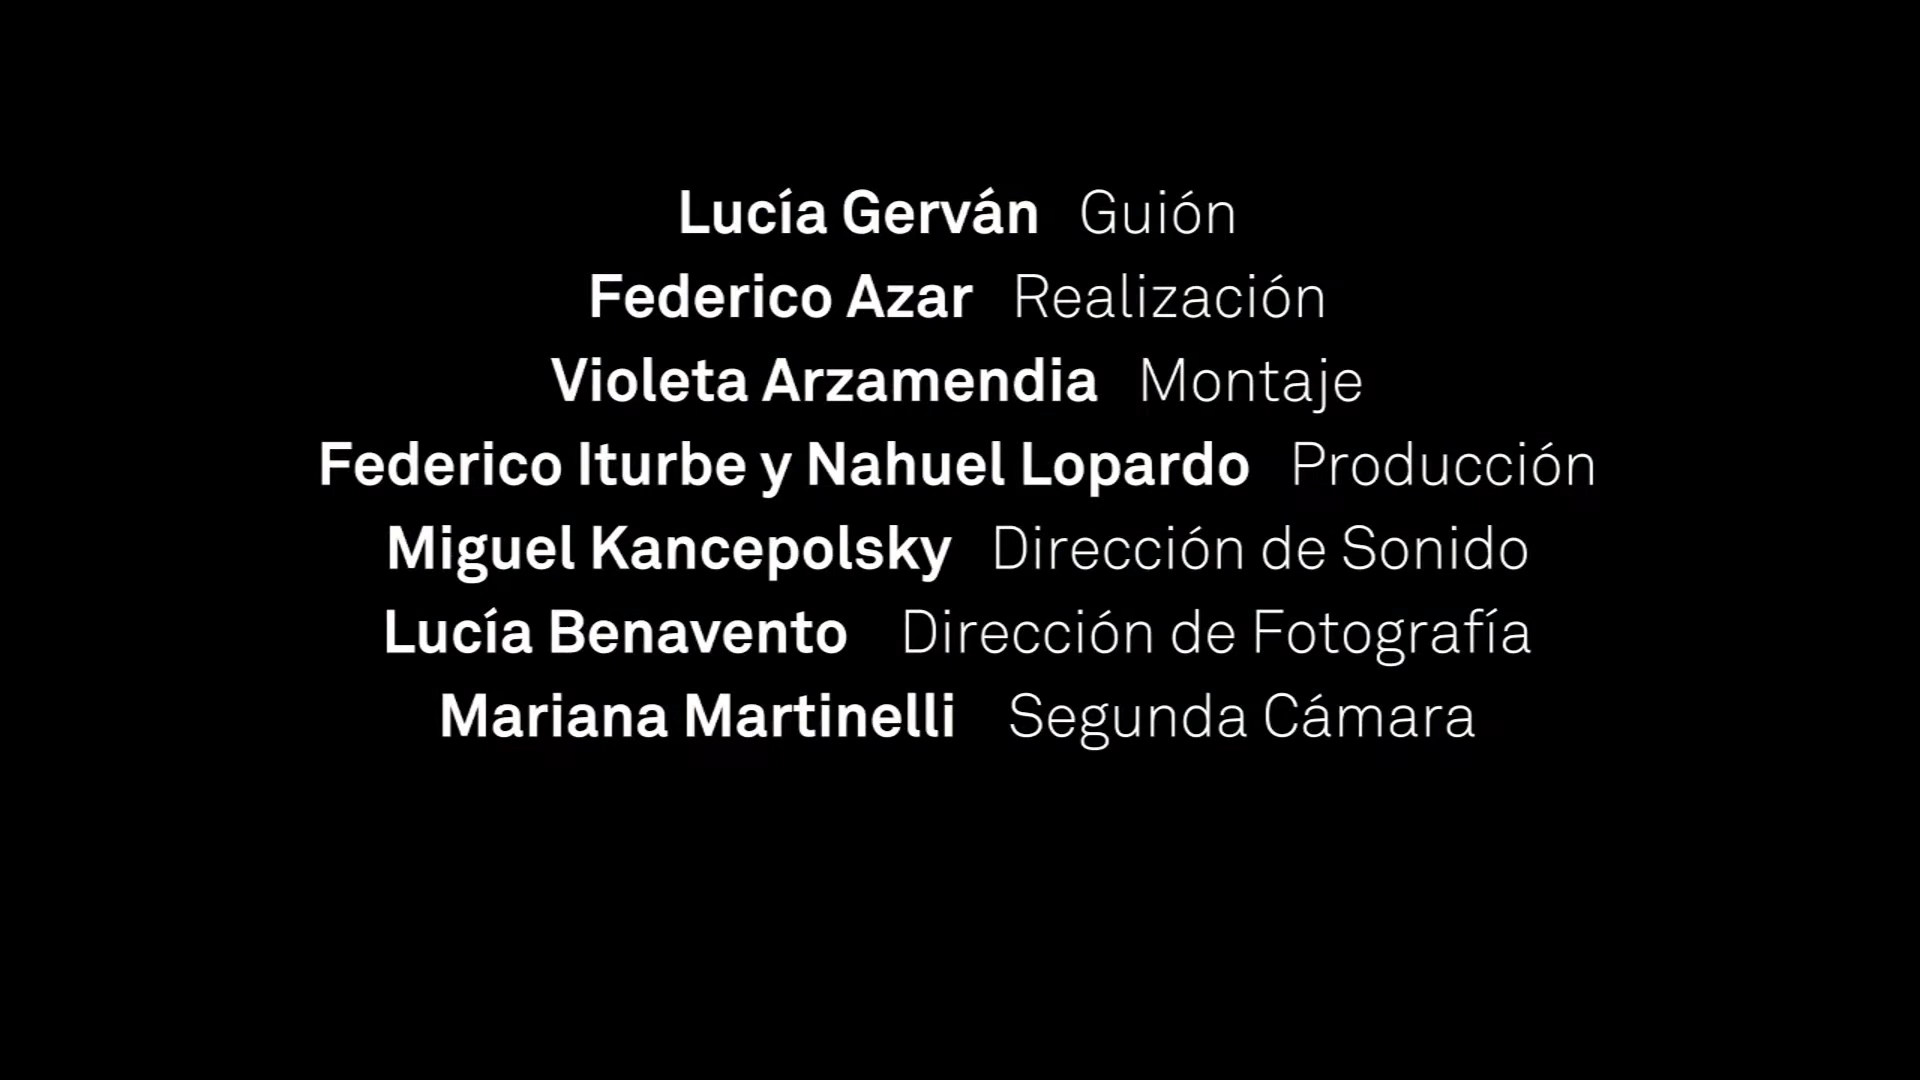 Lucía Gerván Guión
Federico Azar Realización
Violeta Arzamendia Montaje
Federico Iturbe y Nahuel Lopardo Producción
Miguel Kancepolsky Dirección de Sonido
Lucía Benavento Dirección de Fotografía
Mariana Martinelli Segunda Cámara